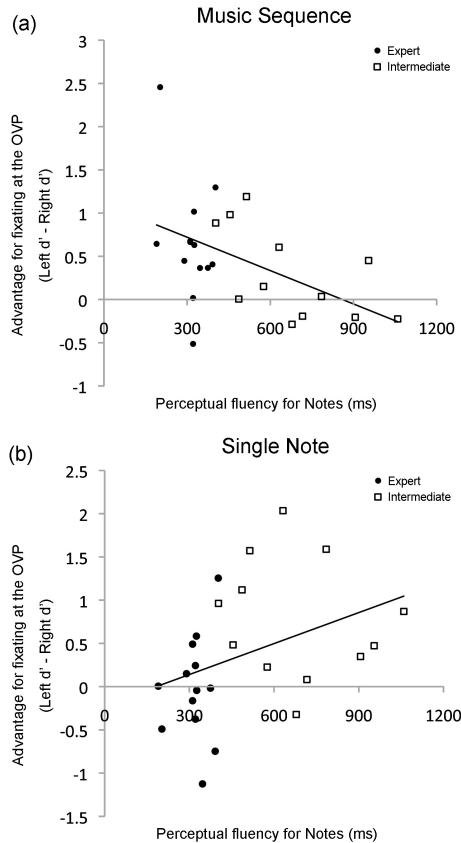 (a)
Music Sequence
Expert
Intermediate
3
2.5
2
1.5
1
0.5
0
-0.5
-1
0 300 600 900 1200
Advantage for fixating at the OVP
(Left d' - Right d')
Perceptual fluency for Notes (ms)
(b)
Single Note
Expert
Intermediate
2.5
2
1.5
1
0.5
0
-0.5
-1
-1.5
0 300 600 900 1200
Advantage for fixating at the OVP
(Left d' - Right d')
Perceptual fluency for Notes (ms)